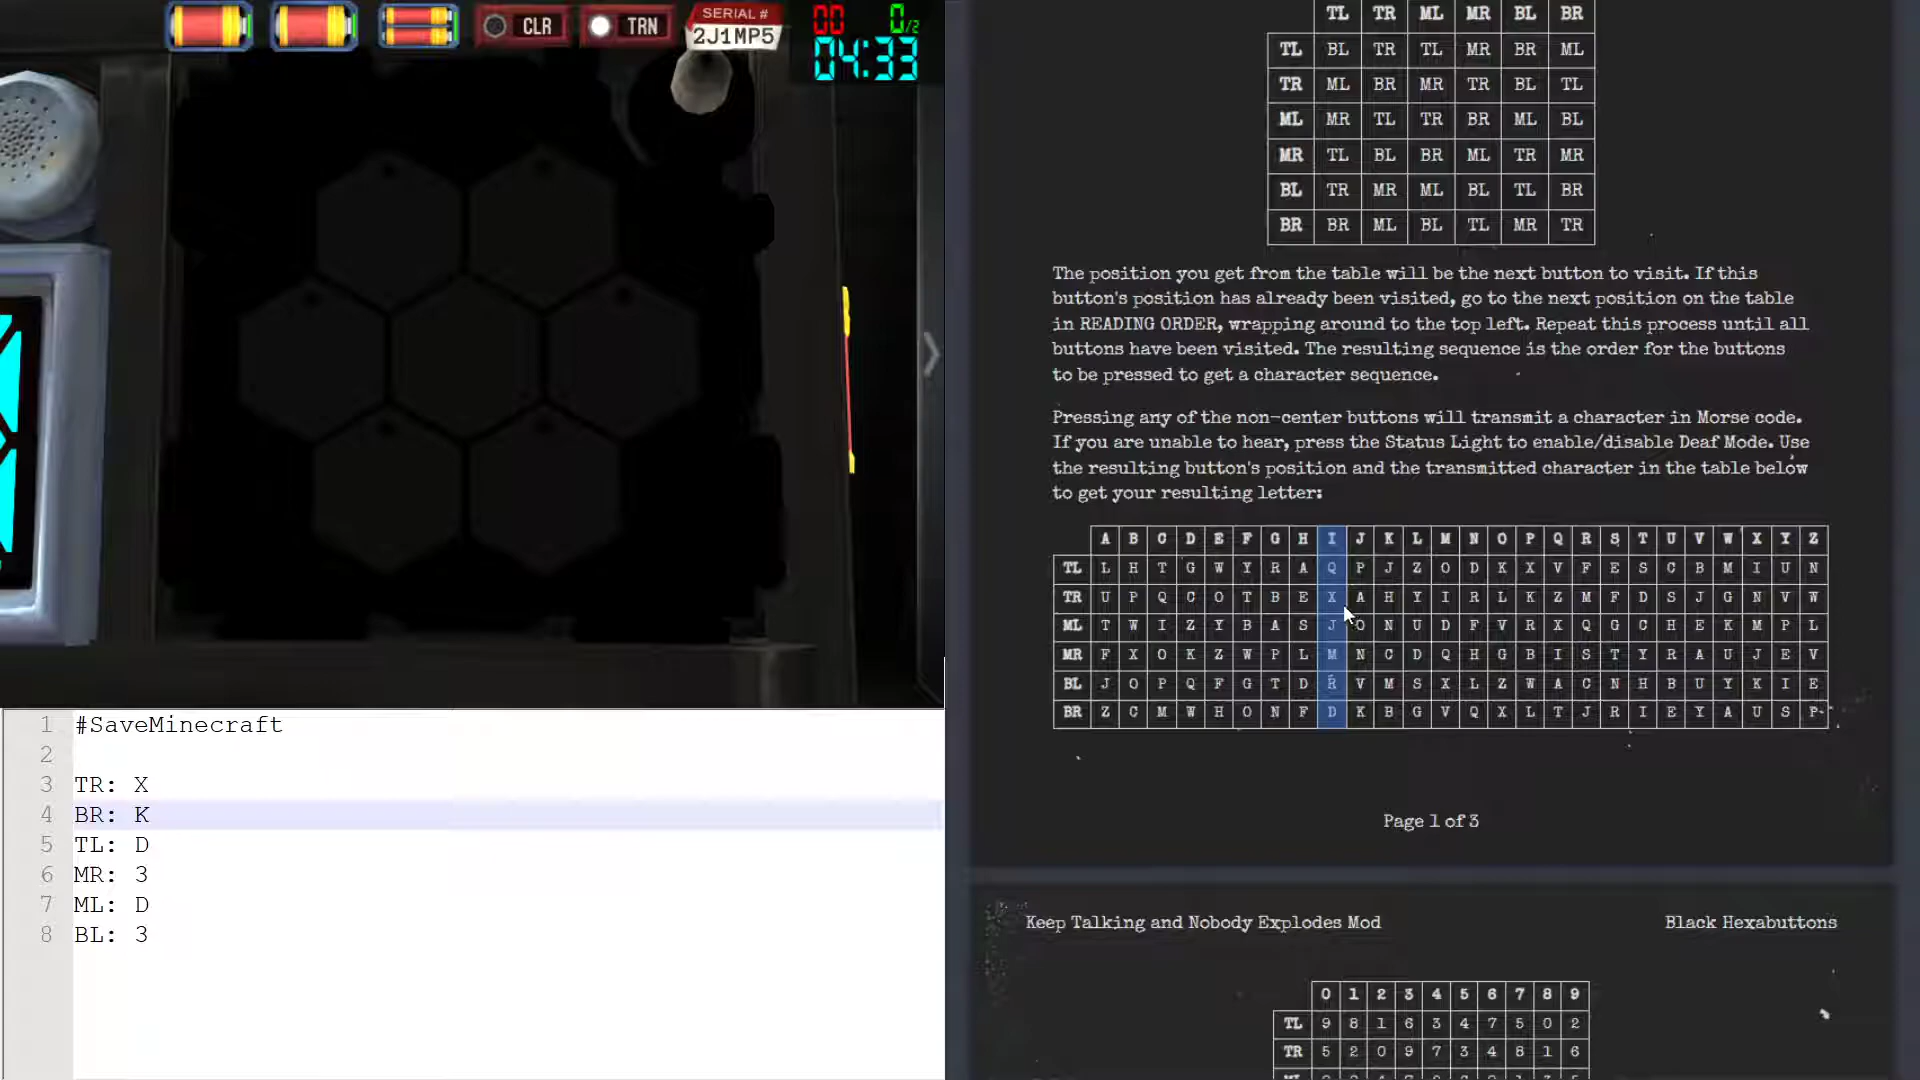 CLR
TRN
SERIAL #
2J1MP5
00
0/2
04:33
TL TR ML MR BL BR
TL BL TR TL MR BR ML
TR ML BR MR TR BL TL
ML MR TL TR BR ML BL
MR TL BL BR ML TR MR
BL TR MR ML BL TL BR
BR BR ML BL TL MR TR
The position you get from the table will be the next button to visit. If this
button's position has already been visited, go to the next position on the table
in READING ORDER, wrapping around to the top left. Repeat this process until all
buttons have been visited. The resulting sequence is the order for the buttons
to be pressed to get a character sequence.
Pressing any of the non-center buttons will transmit a character in Morse code.
If you are unable to hear, press the Status Light to enable/disable Deaf Mode. Use
the resulting button's position and the transmitted character in the table below
to get your resulting letter:
A B C D E F G H I J K L M N O P Q R S T U V W X Y Z
TL L H T G W Y R A Q P J Z O D K X V F E S C B M I U N
TR U P Q C O T B E X A H Y I R L K Z M F D S J G N V W
ML T W I Z Y B A S J O N U D F V R X Q G C H E K M P L
MR F X O K Z W P L M N C D Q H G B I S T Y R A U J E V
BL J O P Q F G T D R V M S X L Z W A C N H B U Y K I E
BR Z C M W H O N F D K B G V Q X L T J R I E Y A U S P
Page 1 of 3
Keep Talking and Nobody Explodes Mod
Black Hexabuttons
0 1 2 3 4 5 6 7 8 9
TL 9 8 1 6 3 4 7 5 0 2
TR 5 2 0 9 7 3 4 8 1 6
1 #SaveMinecraft
2
3 TR: X
4 BR: K
5 TL: D
6 MR: 3
7 ML: D
8 BL: 3